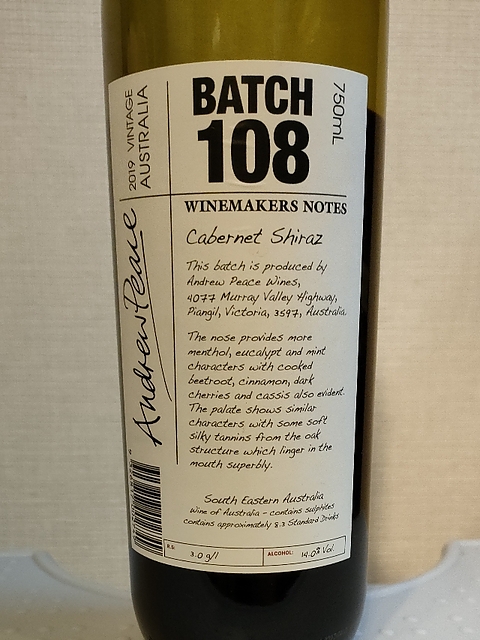 BATCH
108
750mL
2019 VINTAGE
AUSTRALIA
Andrew Peace
WINEMAKERS NOTES
Cabernet Shiraz
This batch is produced by
Andrew Peace Wines,
4077 Murray Valley Highway,
Piangil, Victoria, 3597, Australia.
The nose provides more
menthol, eucalypt and mint
characters with cooked
beetroot, cinnamon, dark
cherries and cassis also evident.
The palate shows similar
characters with some soft
silky tannins from the oak
structure which linger in the
mouth superbly.
South Eastern Australia
Wine of Australia - contains sulphites
contains approximately 8.3 Standard Drinks
R.S: 3.0 g/l
ALCOHOL: 14.0% Vol.